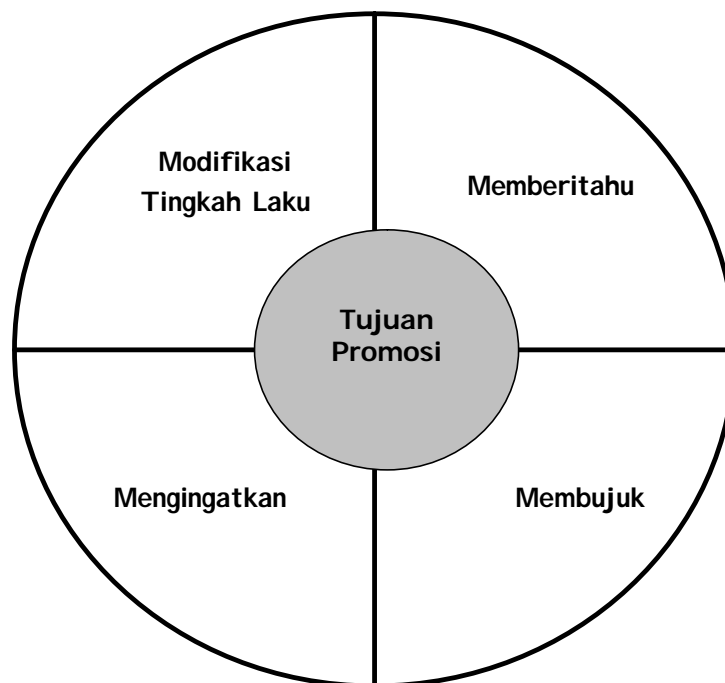 Modifikasi
Tingkah Laku
Memberitahu
Tujuan
Promosi
Mengingatkan
Membujuk